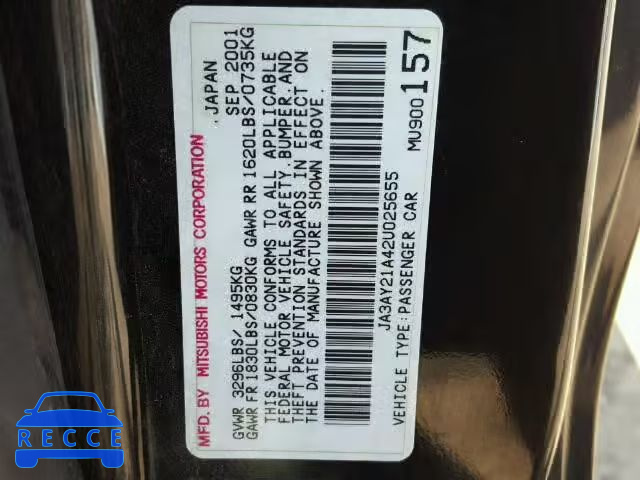 MFD. BY MITSUBISHI MOTORS CORPORATION
JAPAN
SEP 2001
GVWR 3296LBS/ 1495KG
GAWR FR 1830LBS/0830KG GAWR RR 1620LBS/0735KG
THIS VEHICLE CONFORMS TO ALL APPLICABLE
FEDERAL MOTOR VEHICLE SAFETY,BUMPER,AND
THEFT PREVENTION STANDARDS IN EFFECT ON
THE DATE OF MANUFACTURE SHOWN ABOVE.
JA3AY21A42U025655
VEHICLE TYPE:PASSENGER CAR
MU900157
RECCE